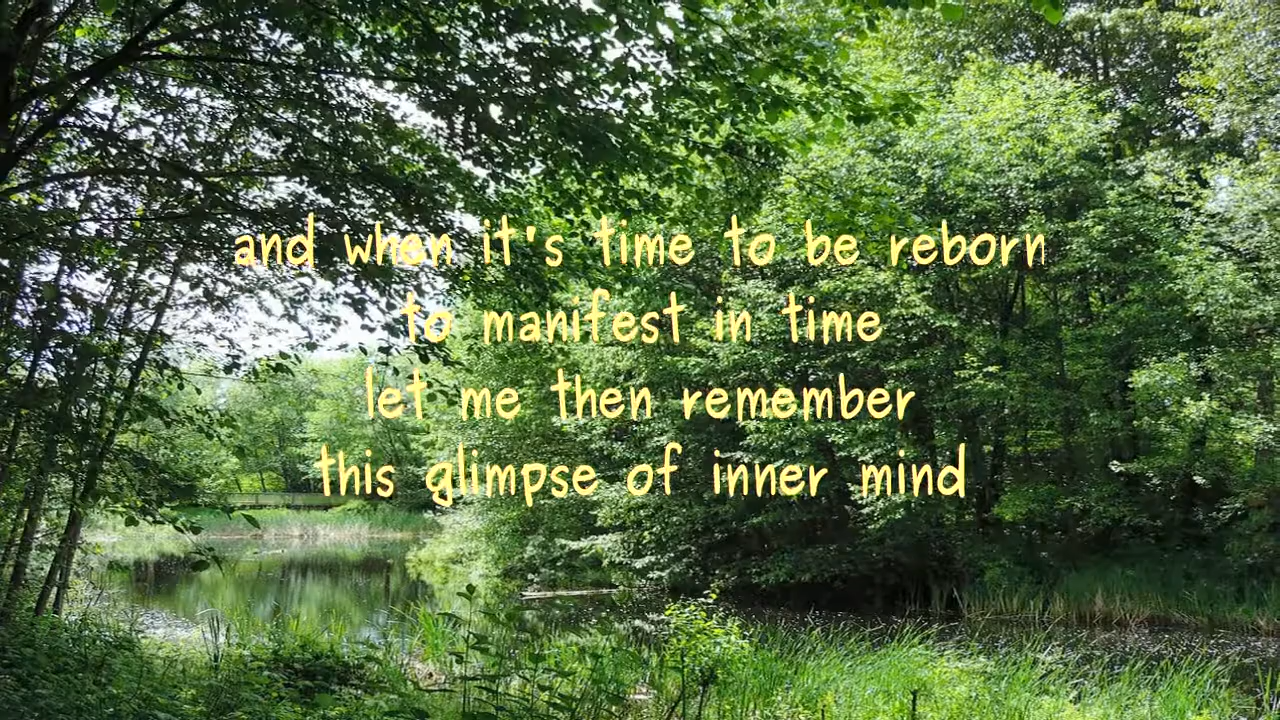 and when it's time to be reborn
to manifest in time
let me then remember
this glimpse of inner mind